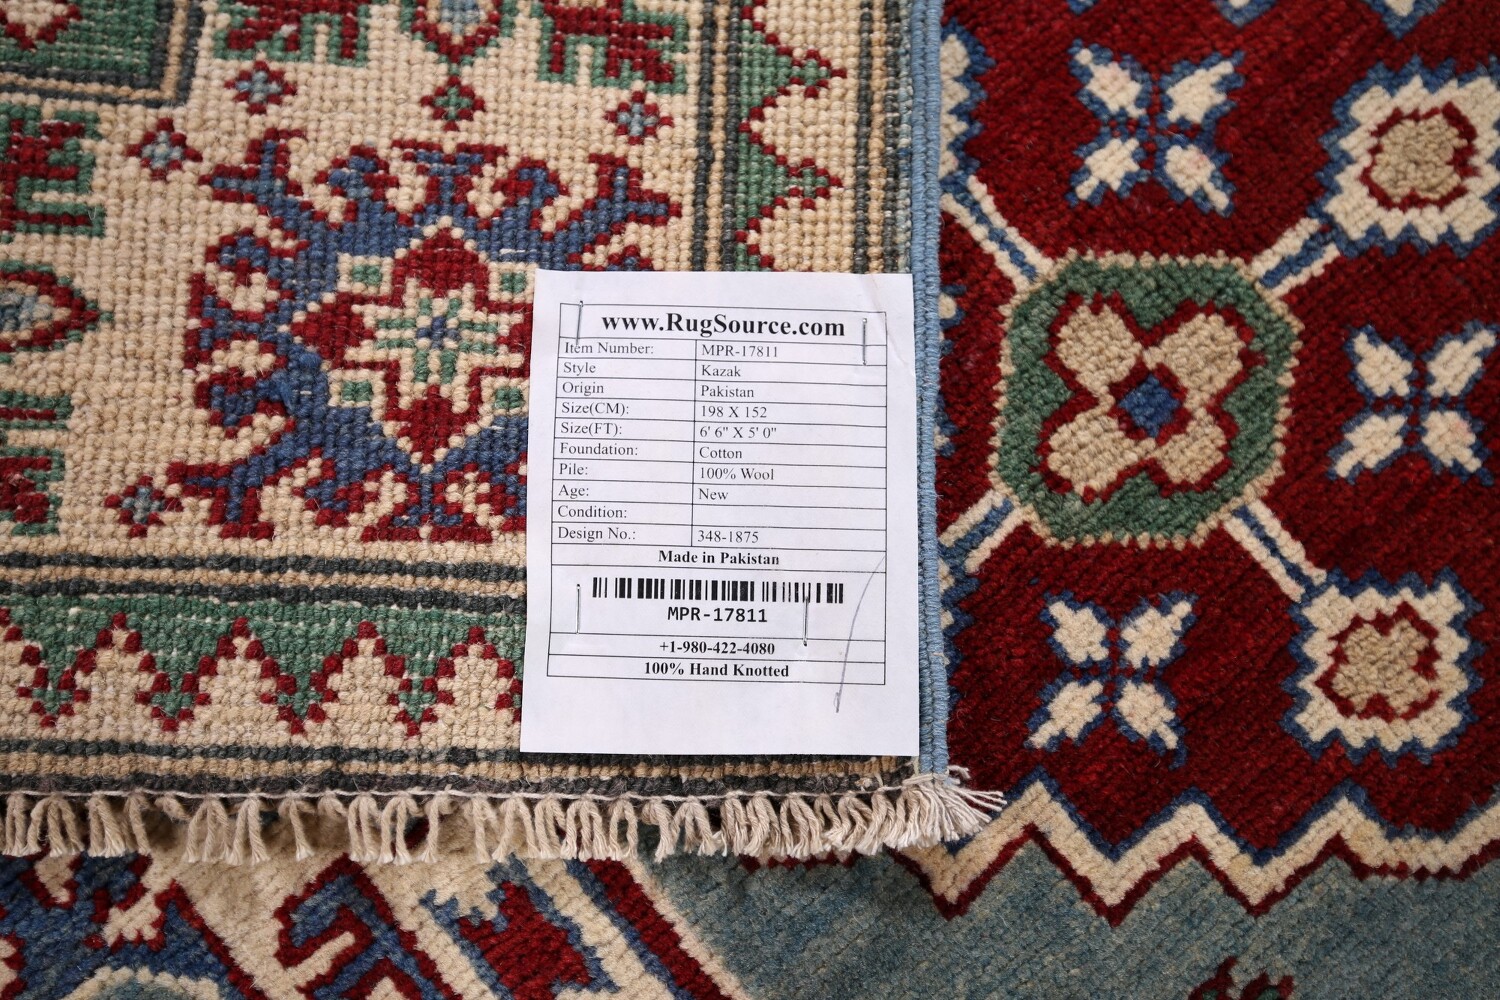 www.RugSource.com
Item Number: MPR-17811
Style Kazak
Origin Pakistan
Size(CM): 198 X 152
Size(FT): 6' 6" X 5' 0"
Foundation: Cotton
Pile: 100% Wool
Age: New
Condition:
Design No.: 348-1875
Made in Pakistan
MPR-17811
+1-980-422-4080
100% Hand Knotted